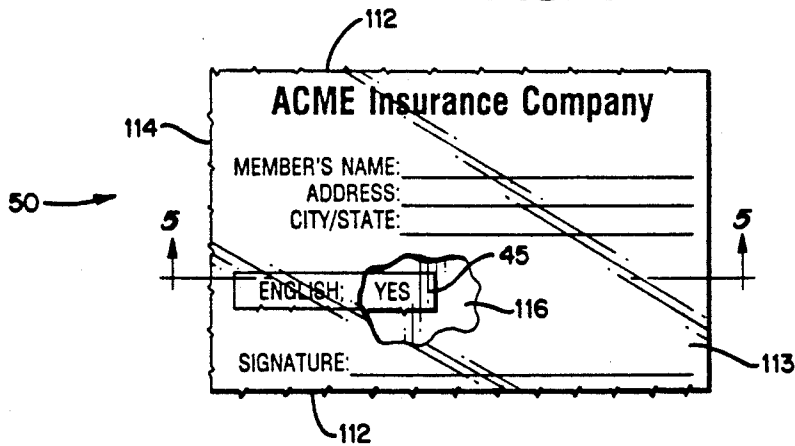 112
ACME Insurance Company
114
MEMBER'S NAME:
50
ADDRESS:
CITY/STATE:
5 5
45
ENGLISH: YES
116
SIGNATURE:
113
112